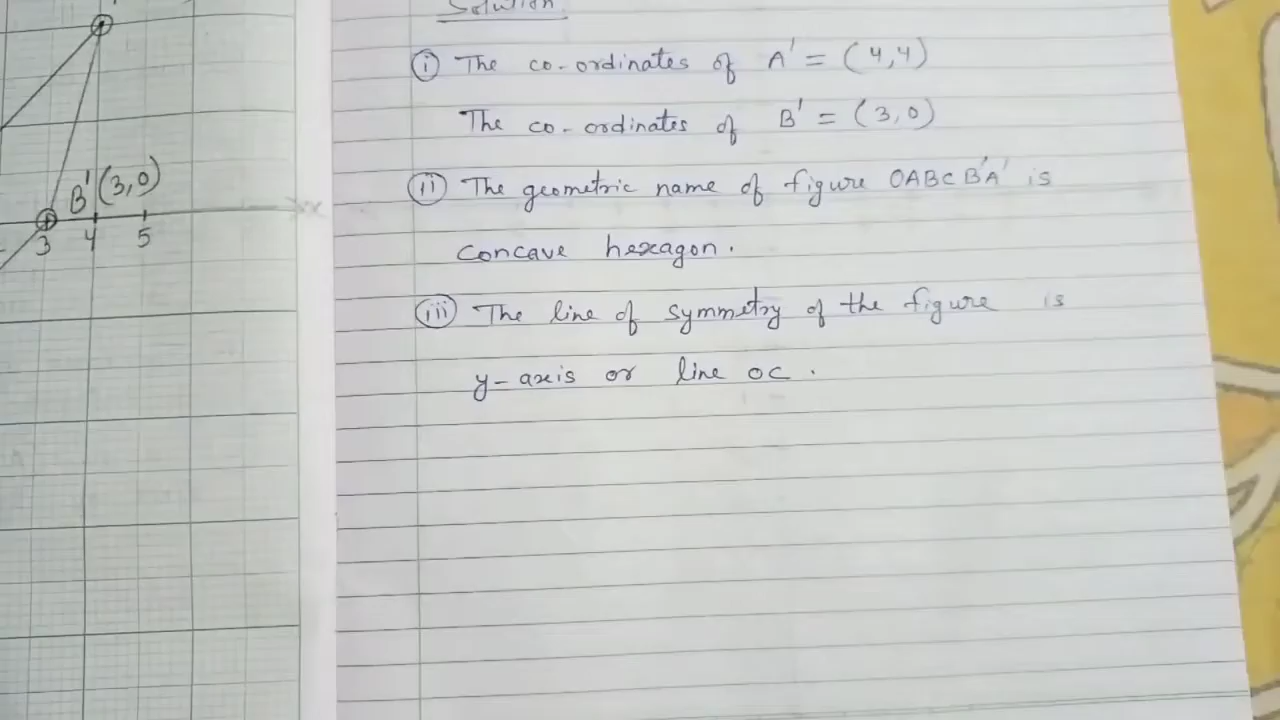 B'(3,0)
X
3 4 5
Solution
(i) The co-ordinates of A' = (4,4)
The co-ordinates of B' = (3,0)
(ii) The geometric name of figure OABCB'A' is
concave hexagon.
(iii) The line of symmetry of the figure is
y-axis or line OC.